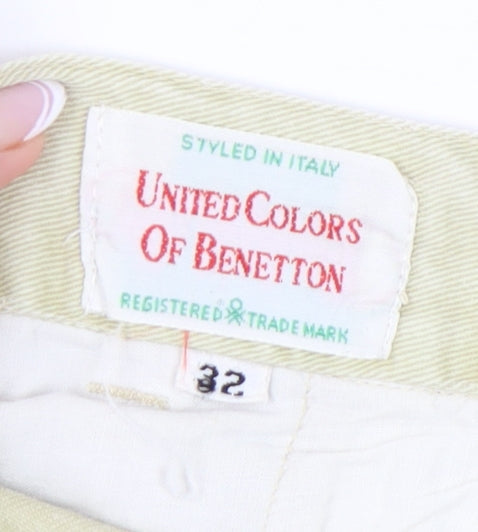 STYLED IN ITALY
UNITED COLORS
OF BENETTON
REGISTERED TRADE MARK
32